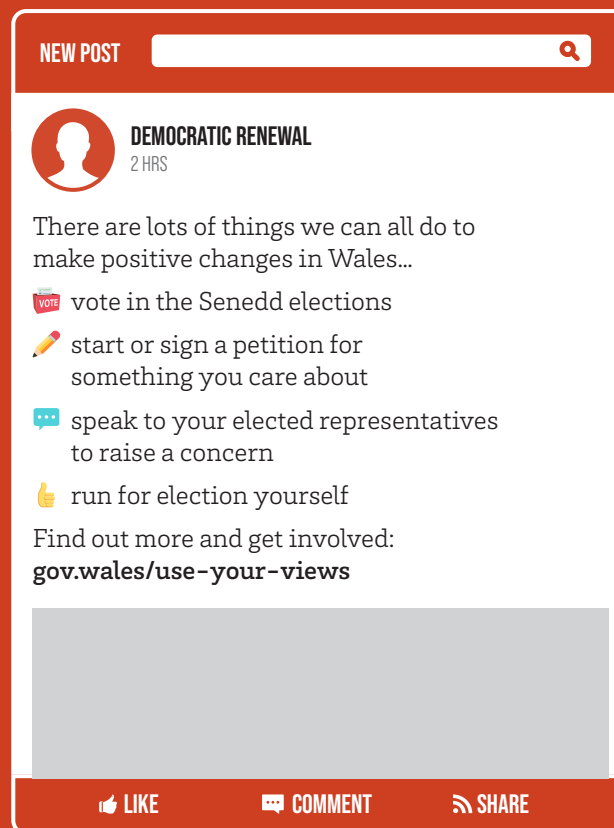 NEW POST
DEMOCRATIC RENEWAL
2 HRS
There are lots of things we can all do to
make positive changes in Wales...
VOTE
vote in the Senedd elections
start or sign a petition for
something you care about
speak to your elected representatives
to raise a concern
run for election yourself
Find out more and get involved:
gov.wales/use-your-views
LIKE
COMMENT
SHARE